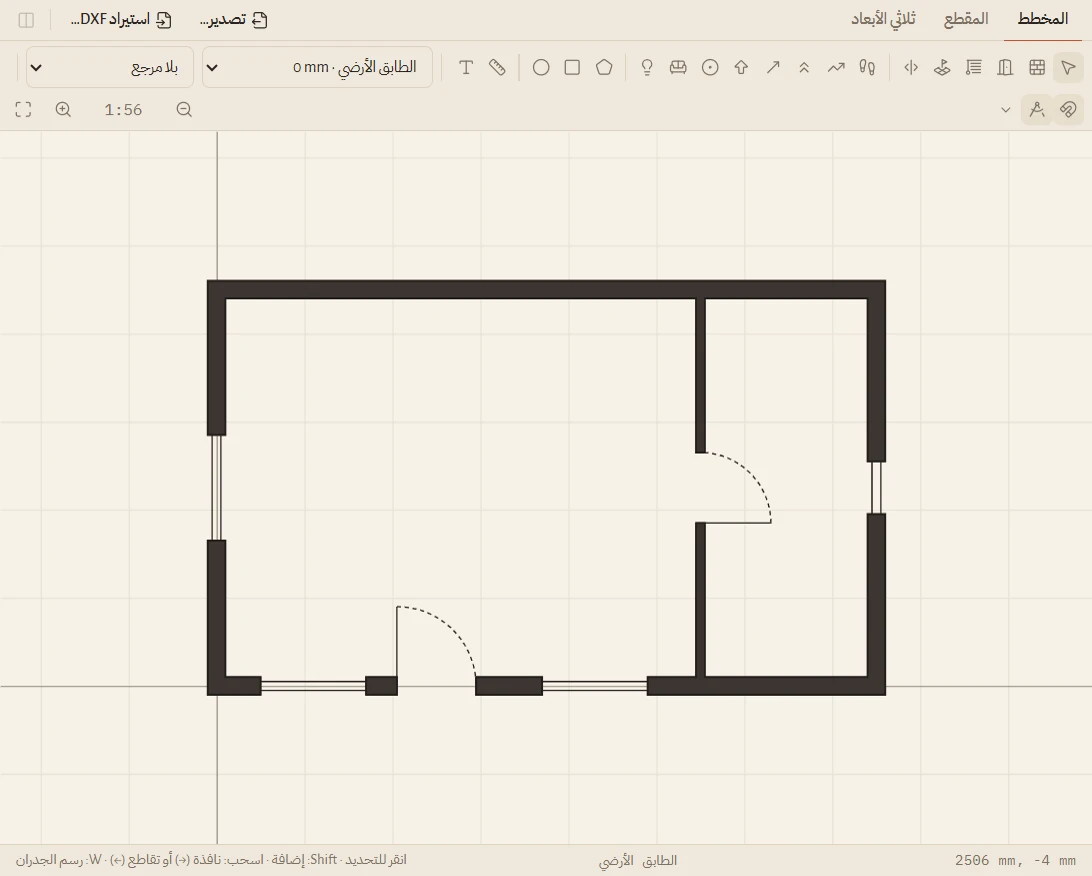 المخطط
المقطع
ثلاثي الأبعاد
تصدير...
استيراد DXF...
الطابق الأرضي · 0 mm
بلا مرجع
1:56
2506 mm, -4 mm
الطابق الأرضي
انقر للتحديد · Shift: إضافة · اسحب: نافذة (→) أو تقاطع (←) · W: رسم الجدران